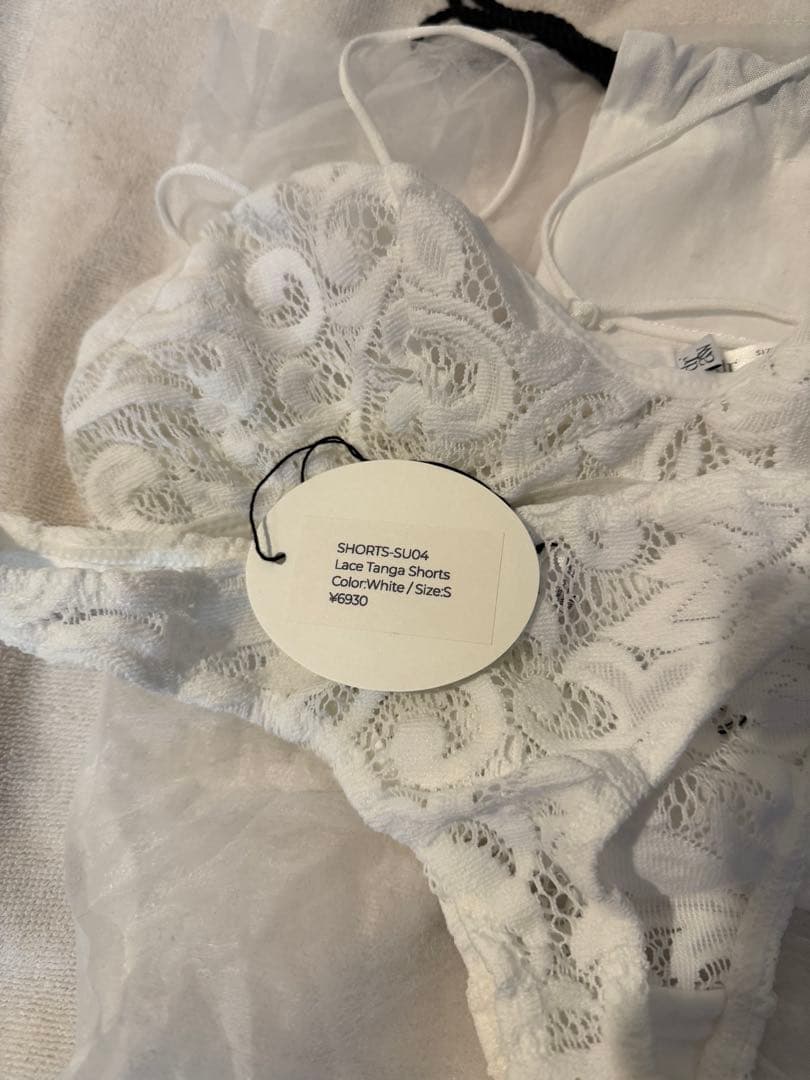 SHORTS-SU04
Lace Tanga Shorts
Color:White / Size:S
¥6930